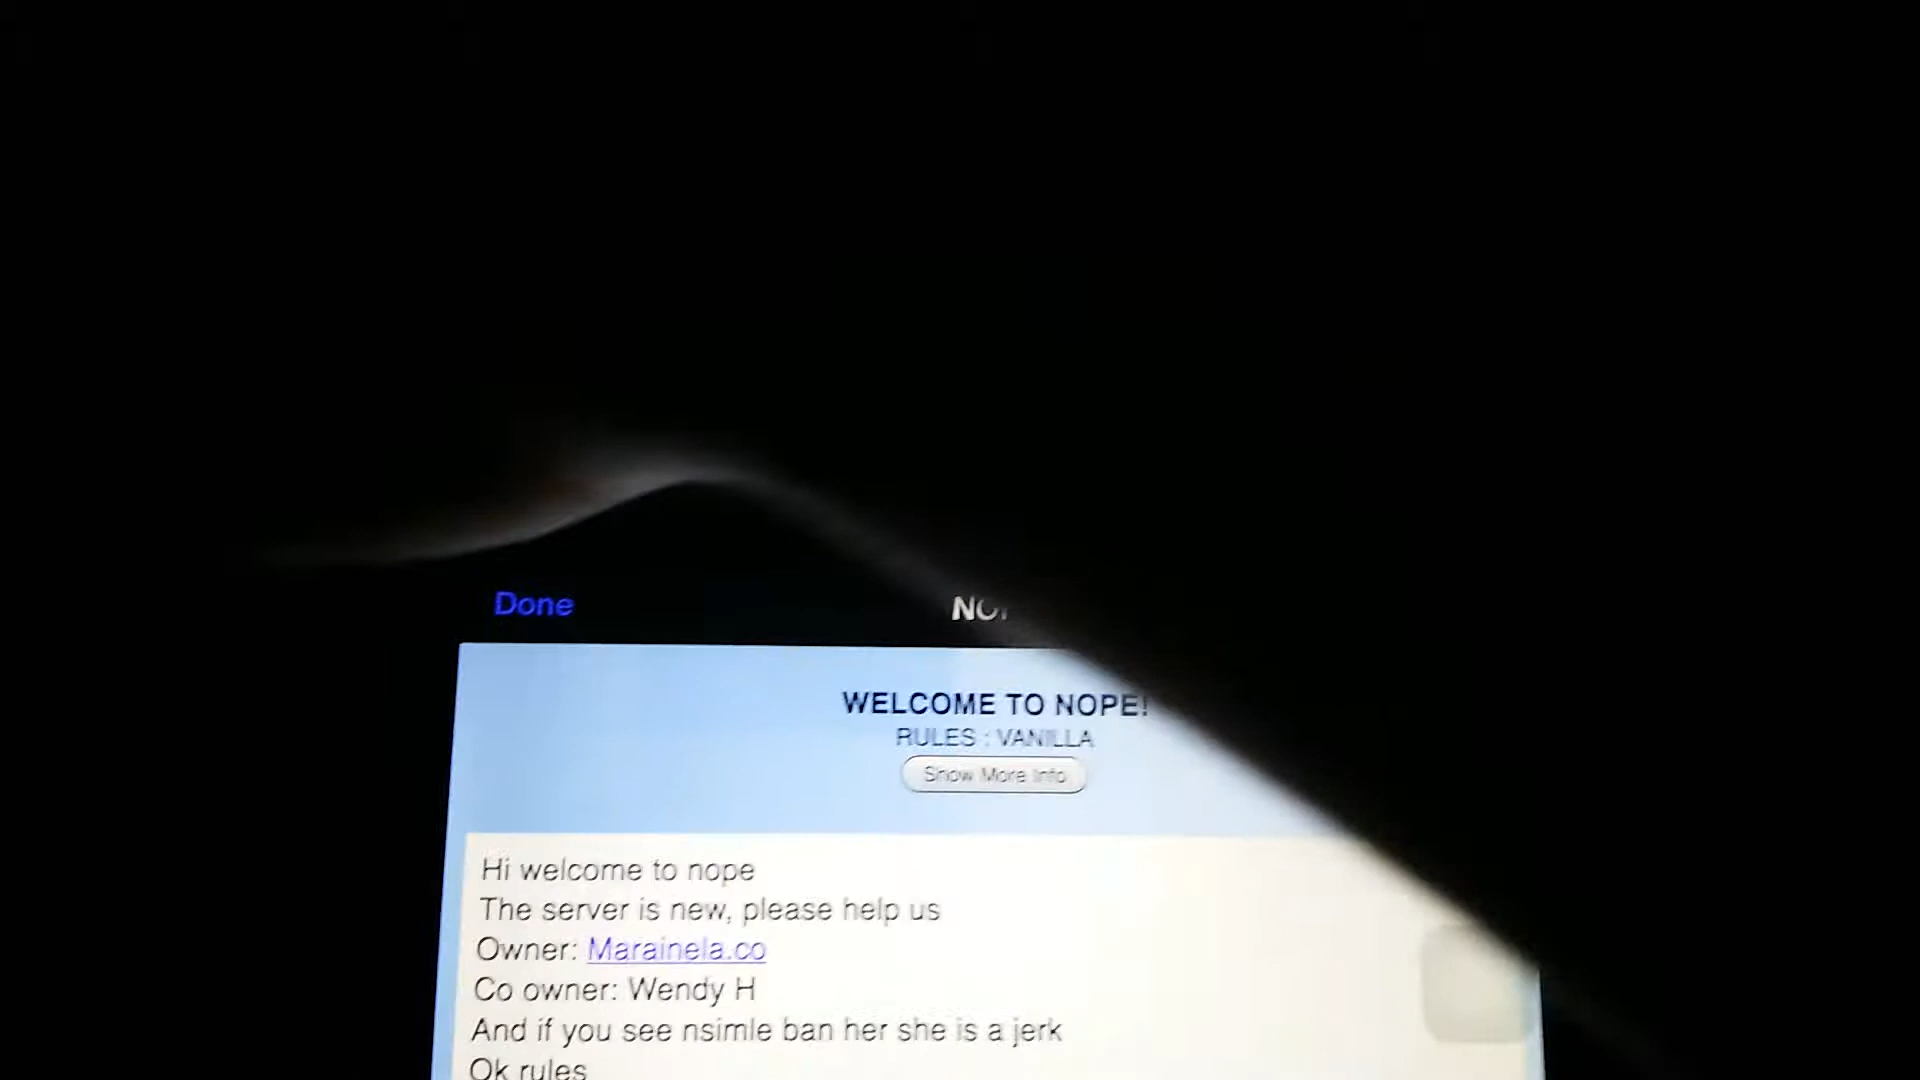 Done
WELCOME TO NOPE!
RULES : VANILLA
Show More Info
Hi welcome to nope
The server is new, please help us
Owner: Marainela.co
Co owner: Wendy H
And if you see nsimle ban her she is a jerk
Ok rules